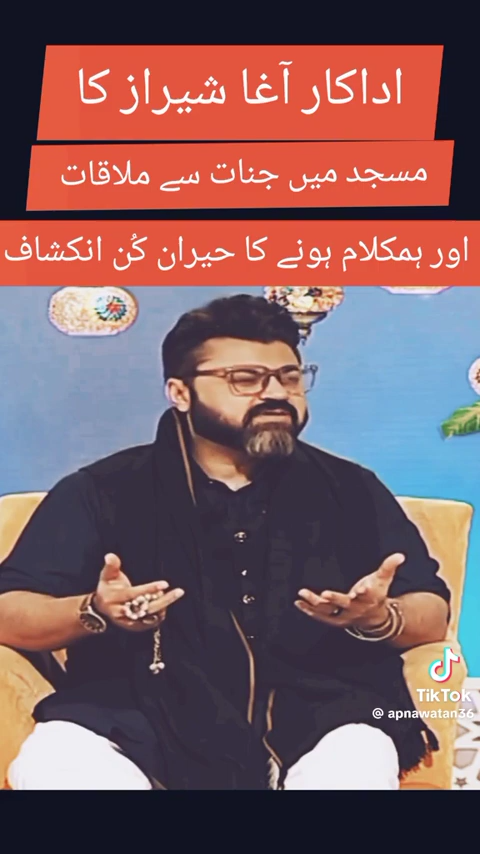 اداکار آغا شیراز کا
مسجد میں جنات سے ملاقات
اور ہمکلام ہونے کا حیران کُن انکشاف
TikTok
@ apnawatan36